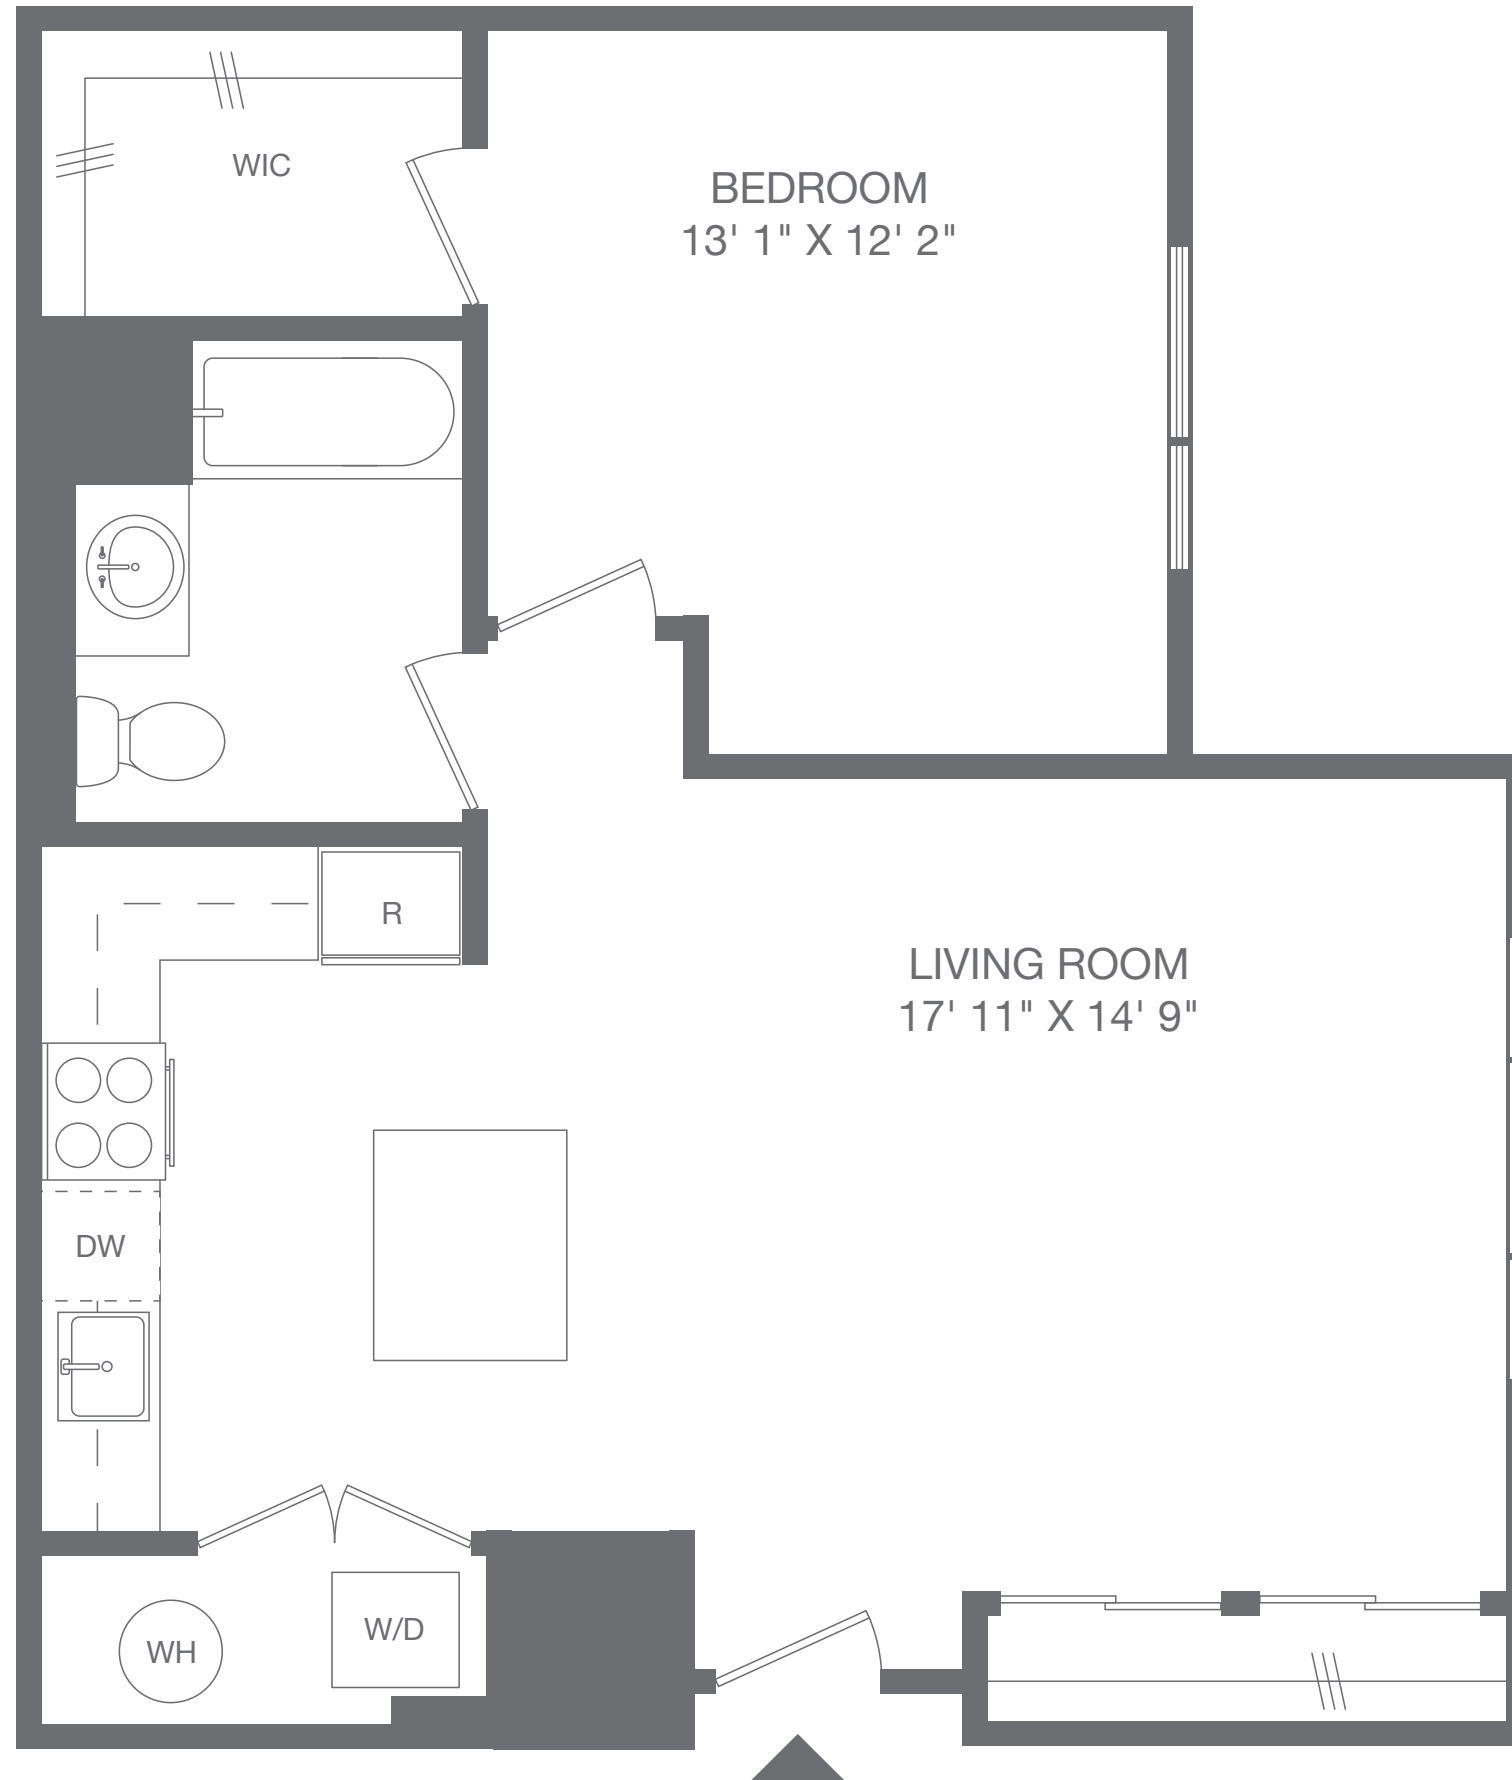 WIC
BEDROOM
13' 1" X 12' 2"
R
LIVING ROOM
17' 11" X 14' 9"
DW
W/D
WH